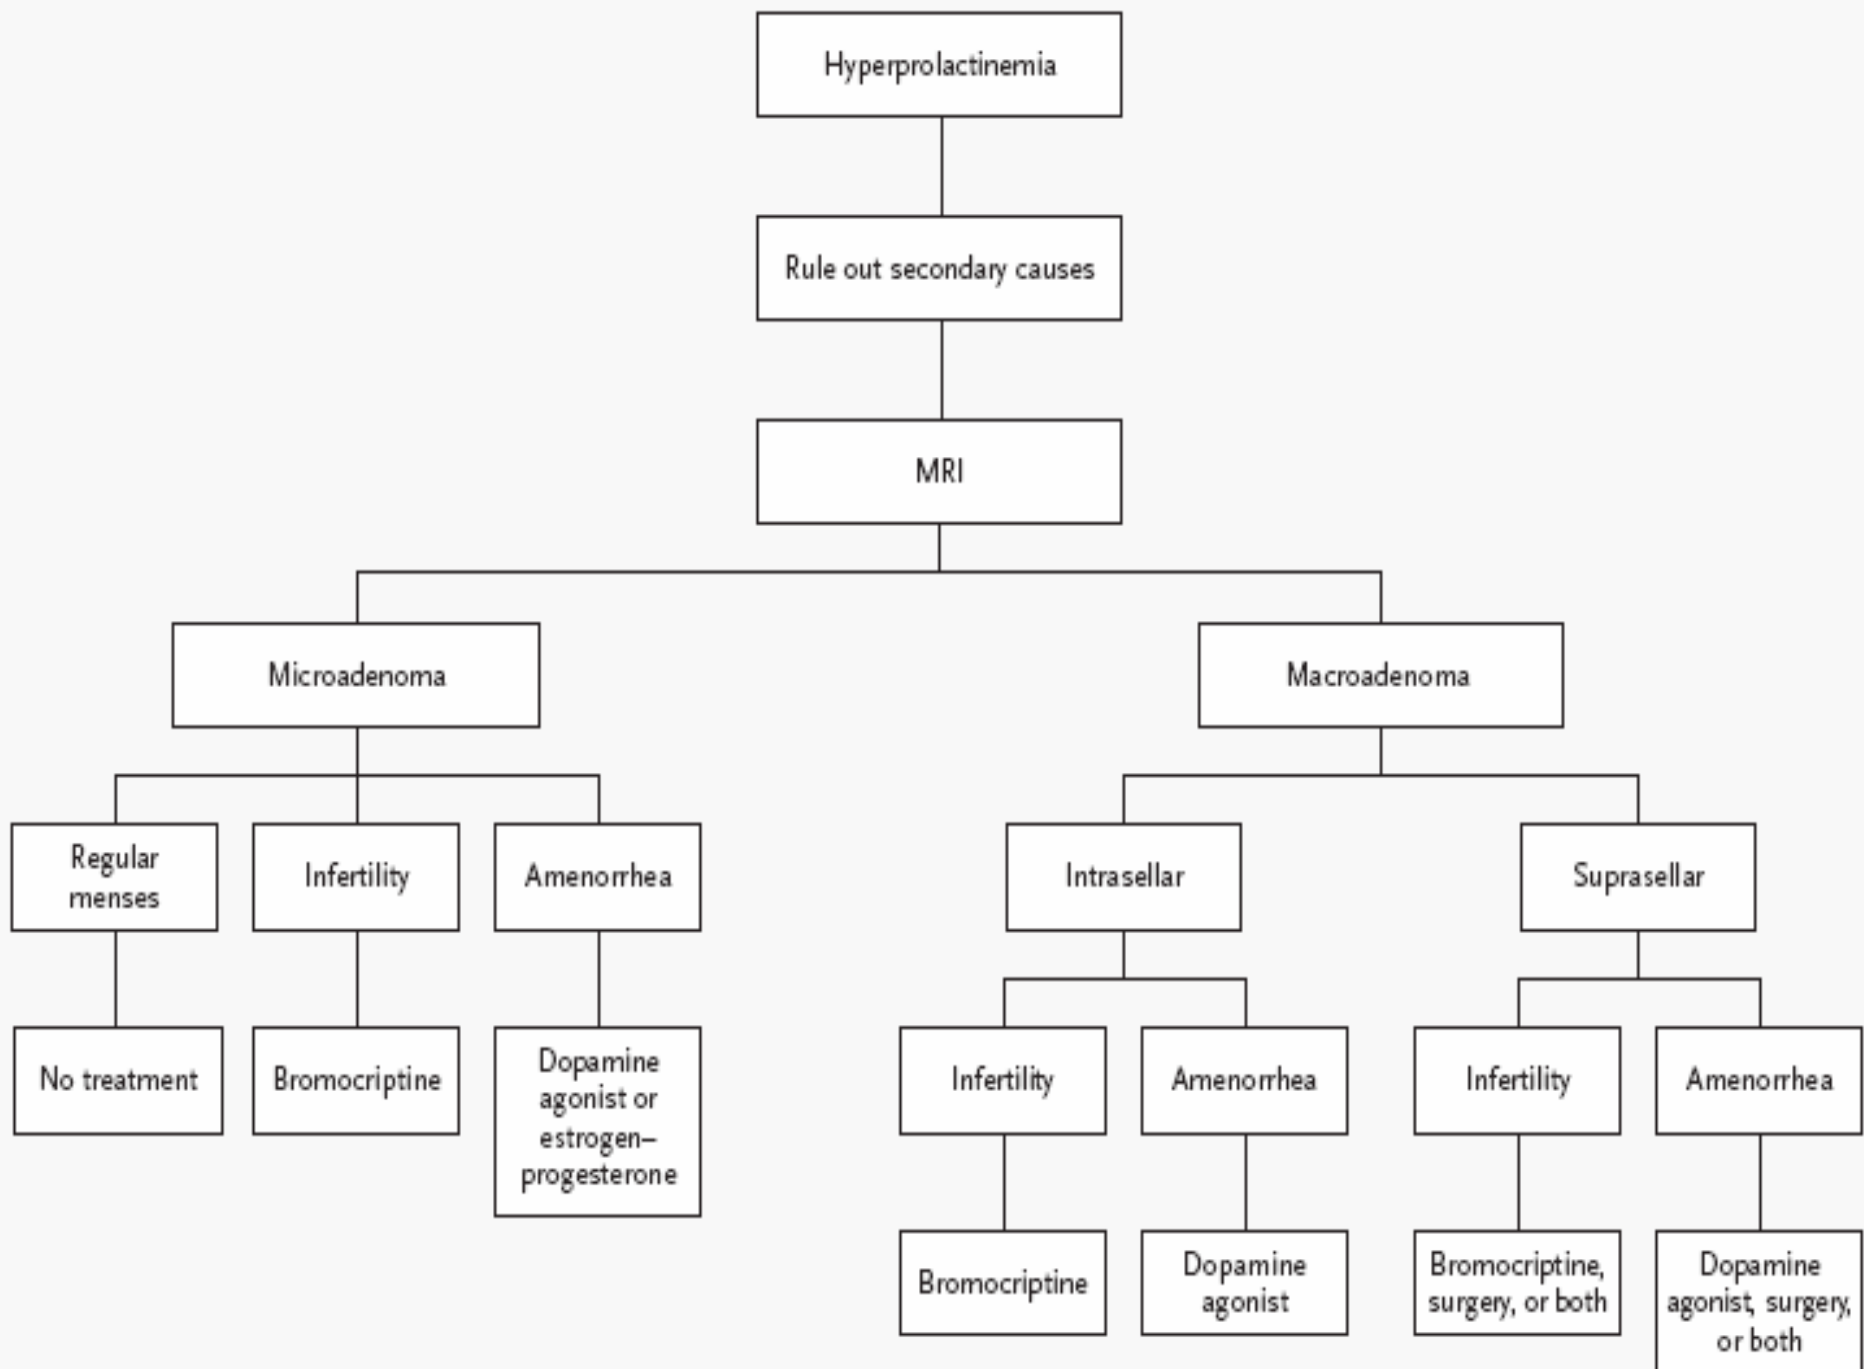 Hyperprolactinemia
Rule out secondary causes
MRI
Microadenoma
Macroadenoma
Regular
menses
Infertility
Amenorrhea
Intrasellar
Suprasellar
No treatment
Bromocriptine
Dopamine
agonist or
estrogen–
progesterone
Infertility
Amenorrhea
Infertility
Amenorrhea
Bromocriptine
Dopamine
agonist
Bromocriptine,
surgery, or both
Dopamine
agonist, surgery,
or both